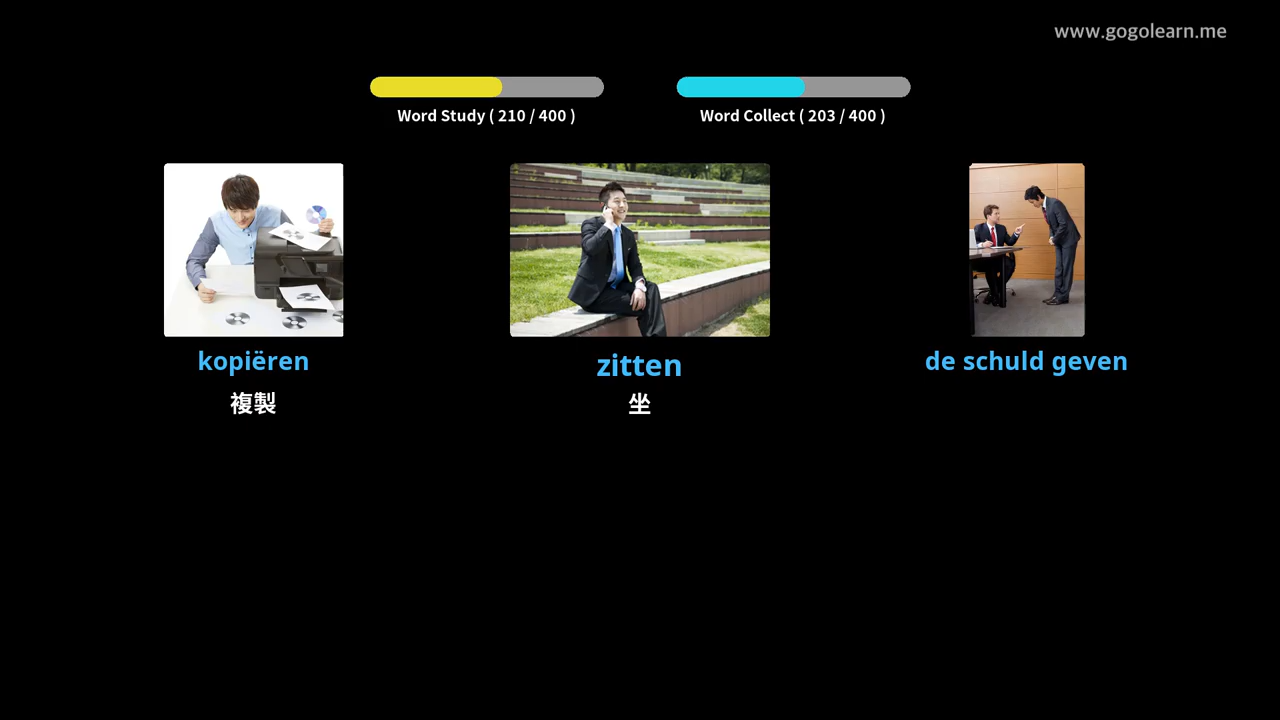 www.gogolearn.me
Word Study ( 210 / 400 )
Word Collect ( 203 / 400 )
kopiëren
複製
zitten
坐
de schuld geven